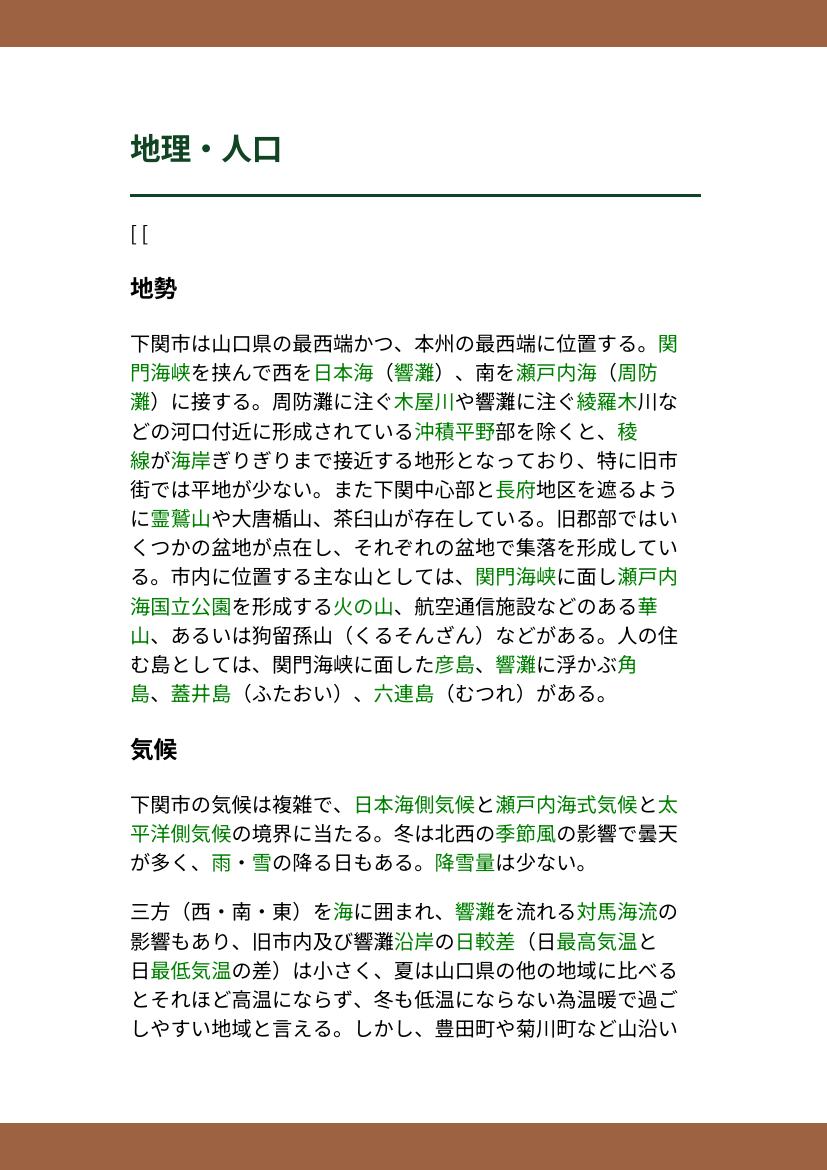 地理・人口
[ [
地勢
下関市は山口県の最西端かつ、本州の最西端に位置する。関
門海峡を挟んで西を日本海（響灘）、南を瀬戸内海（周防
灘）に接する。周防灘に注ぐ木屋川や響灘に注ぐ綾羅木川な
どの河口付近に形成されている沖積平野部を除くと、稜
線が海岸ぎりぎりまで接近する地形となっており、特に旧市
街では平地が少ない。また下関中心部と長府地区を遮るよう
に霊鷲山や大唐楯山、茶臼山が存在している。旧郡部ではい
くつかの盆地が点在し、それぞれの盆地で集落を形成してい
る。市内に位置する主な山としては、関門海峡に面し瀬戸内
海国立公園を形成する火の山、航空通信施設などのある華
山、あるいは狗留孫山（くるそんざん）などがある。人の住
む島としては、関門海峡に面した彦島、響灘に浮かぶ角
島、蓋井島（ふたおい）、六連島（むつれ）がある。
気候
下関市の気候は複雑で、日本海側気候と瀬戸内海式気候と太
平洋側気候の境界に当たる。冬は北西の季節風の影響で曇天
が多く、雨・雪の降る日もある。降雪量は少ない。
三方（西・南・東）を海に囲まれ、響灘を流れる対馬海流の
影響もあり、旧市内及び響灘沿岸の日較差（日最高気温と
日最低気温の差）は小さく、夏は山口県の他の地域に比べる
とそれほど高温にならず、冬も低温にならない為温暖で過ご
しやすい地域と言える。しかし、豊田町や菊川町など山沿い